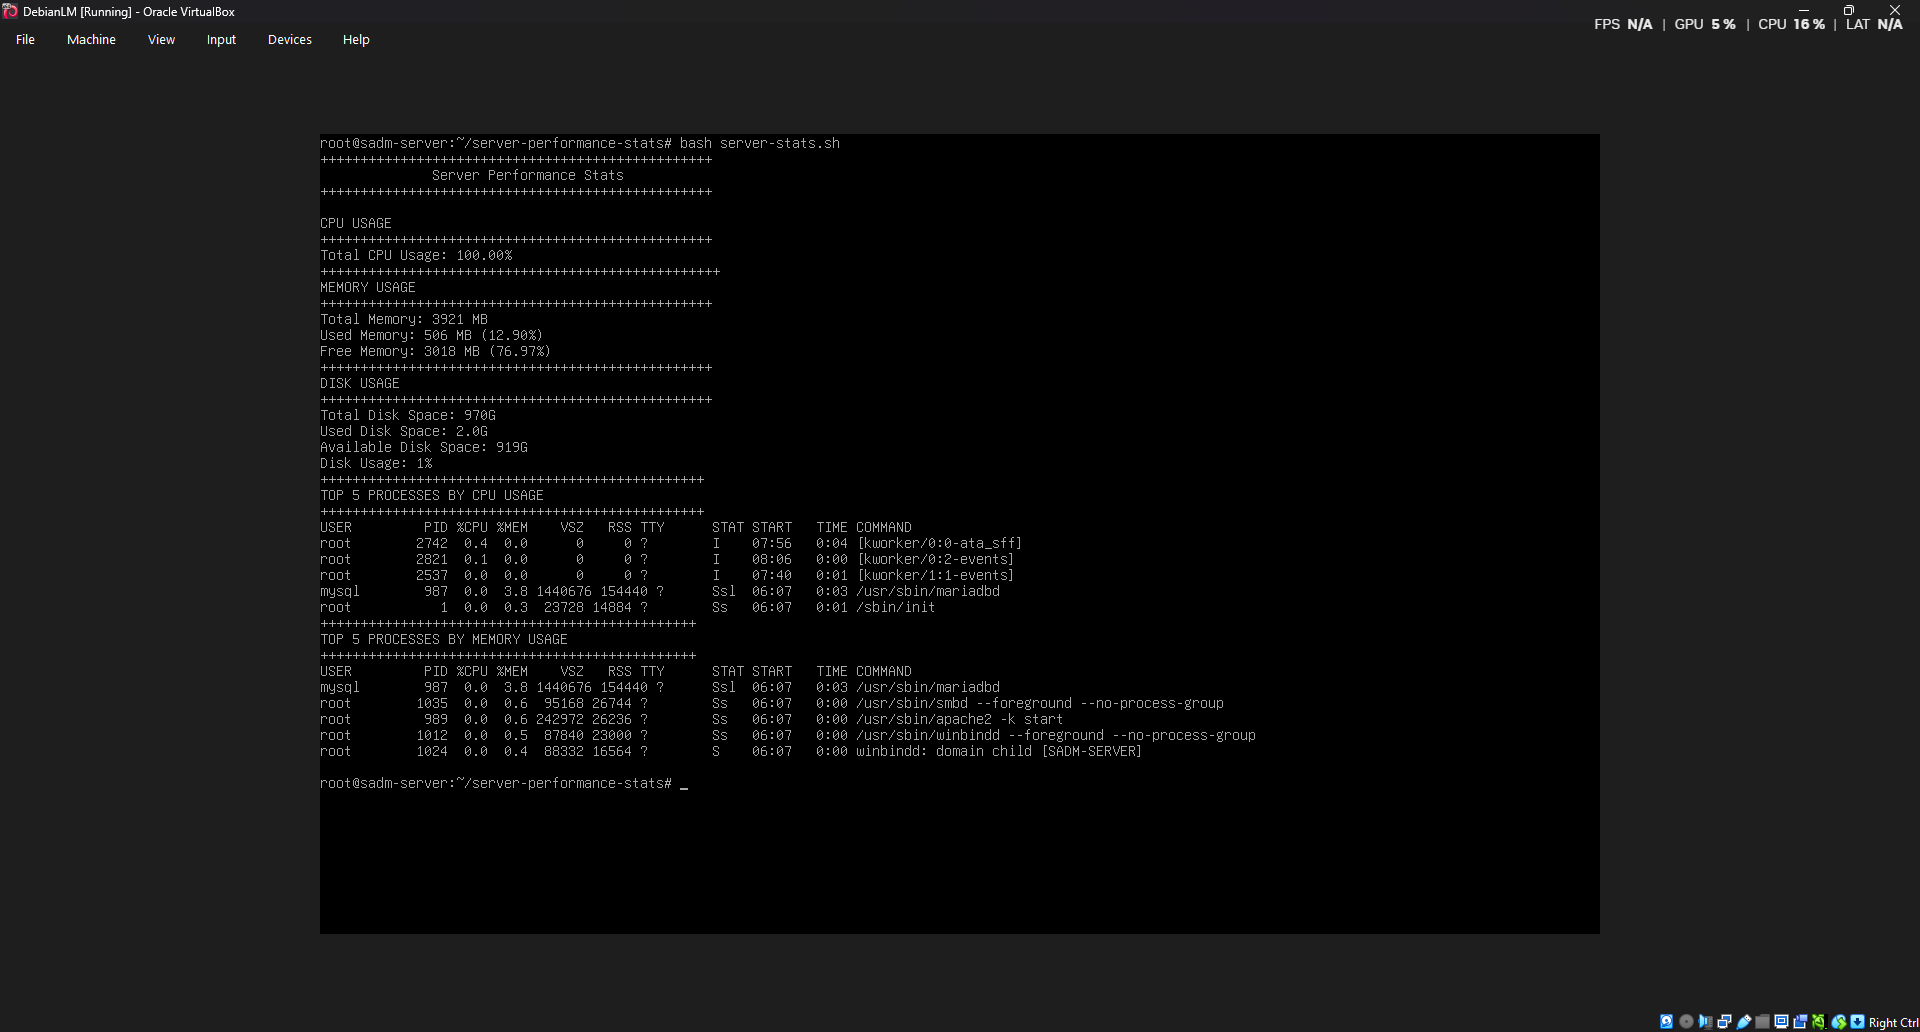 DebianLM [Running] - Oracle VirtualBox
FPS N/A | GPU 5 % | CPU 16 % | LAT N/A
File Machine View Input Devices Help
root@sadm-server:~/server-performance-stats# bash server-stats.sh
+++++++++++++++++++++++++++++++++++++++++++++++++
Server Performance Stats
+++++++++++++++++++++++++++++++++++++++++++++++++
CPU USAGE
+++++++++++++++++++++++++++++++++++++++++++++++++
Total CPU Usage: 100.00%
++++++++++++++++++++++++++++++++++++++++++++++++++
MEMORY USAGE
+++++++++++++++++++++++++++++++++++++++++++++++++
Total Memory: 3921 MB
Used Memory: 506 MB (12.90%)
Free Memory: 3018 MB (76.97%)
+++++++++++++++++++++++++++++++++++++++++++++++++
DISK USAGE
+++++++++++++++++++++++++++++++++++++++++++++++++
Total Disk Space: 970G
Used Disk Space: 2.0G
Available Disk Space: 919G
Disk Usage: 1%
++++++++++++++++++++++++++++++++++++++++++++++++
TOP 5 PROCESSES BY CPU USAGE
++++++++++++++++++++++++++++++++++++++++++++++++
USER         PID %CPU %MEM    VSZ   RSS TTY      STAT START   TIME COMMAND
root        2742  0.4  0.0      0     0 ?        I    07:56   0:04 [kworker/0:0-ata_sff]
root        2821  0.1  0.0      0     0 ?        I    08:06   0:00 [kworker/0:2-events]
root        2537  0.0  0.0      0     0 ?        I    07:40   0:01 [kworker/1:1-events]
mysql        987  0.0  3.8 1440676 154440 ?      Ssl  06:07   0:03 /usr/sbin/mariadbd
root           1  0.0  0.3  23728 14884 ?        Ss   06:07   0:01 /sbin/init
+++++++++++++++++++++++++++++++++++++++++++++++
TOP 5 PROCESSES BY MEMORY USAGE
+++++++++++++++++++++++++++++++++++++++++++++++
USER         PID %CPU %MEM    VSZ   RSS TTY      STAT START   TIME COMMAND
mysql        987  0.0  3.8 1440676 154440 ?      Ssl  06:07   0:03 /usr/sbin/mariadbd
root        1035  0.0  0.6  95168 26744 ?        Ss   06:07   0:00 /usr/sbin/smbd --foreground --no-process-group
root         989  0.0  0.6 242972 26236 ?        Ss   06:07   0:00 /usr/sbin/apache2 -k start
root        1012  0.0  0.5  87840 23000 ?        Ss   06:07   0:00 /usr/sbin/winbindd --foreground --no-process-group
root        1024  0.0  0.4  88332 16564 ?        S    06:07   0:00 winbindd: domain child [SADM-SERVER]
root@sadm-server:~/server-performance-stats# _
Right Ctrl